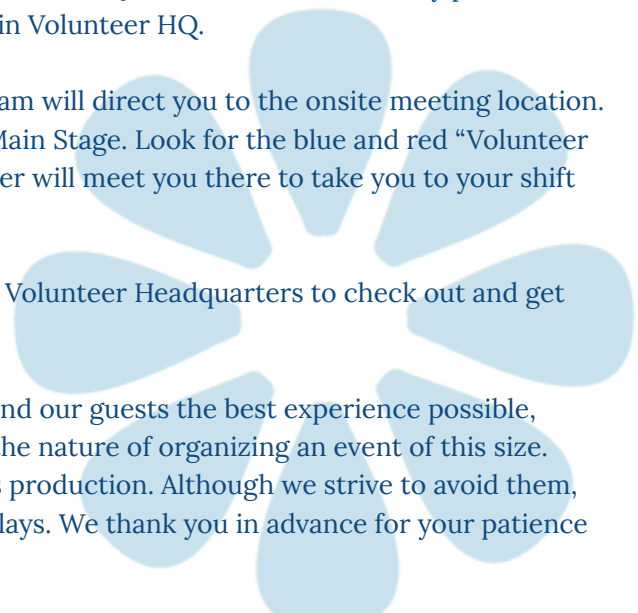 in Volunteer HQ.
am will direct you to the onsite meeting location.
Main Stage. Look for the blue and red “Volunteer
er will meet you there to take you to your shift
Volunteer Headquarters to check out and get
nd our guests the best experience possible,
the nature of organizing an event of this size.
s production. Although we strive to avoid them,
lays. We thank you in advance for your patience